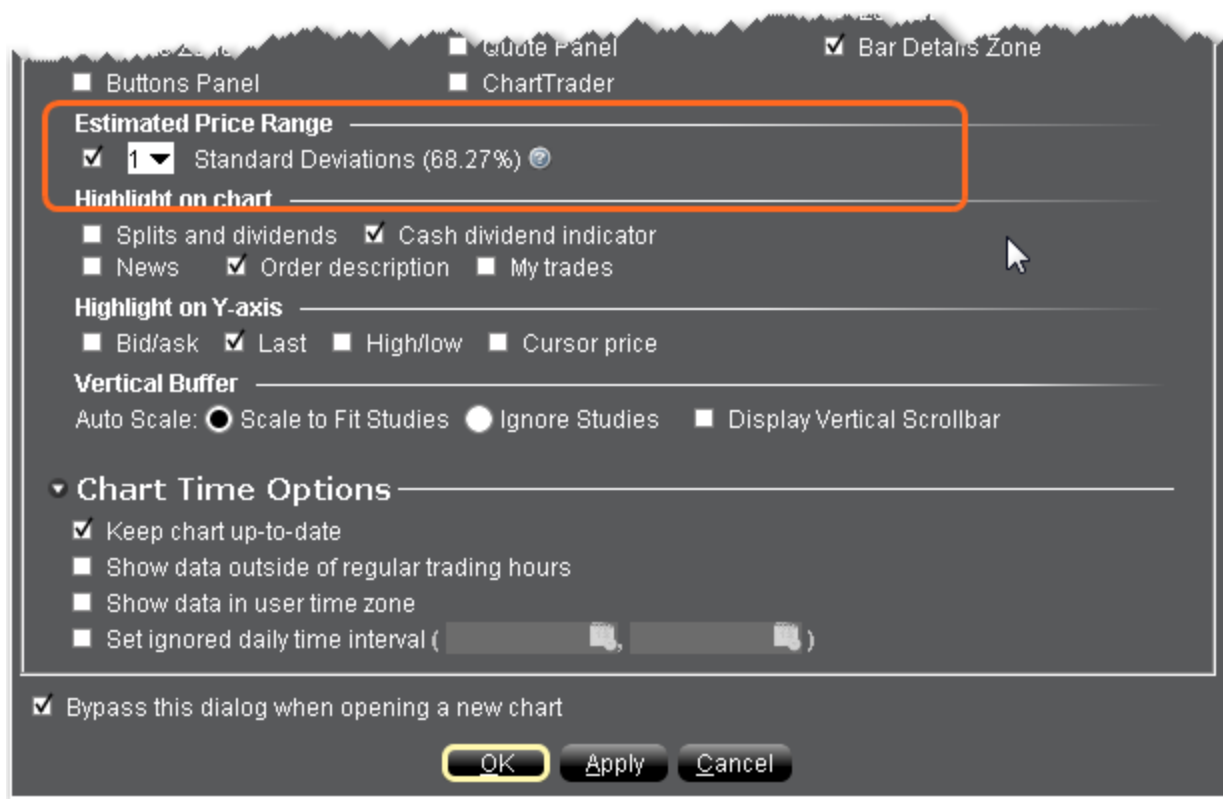 Quote Panel Bar Details Zone
Buttons Panel ChartTrader
Estimated Price Range
1 Standard Deviations (68.27%) ?
Highlight on chart
Splits and dividends Cash dividend indicator
News Order description My trades
Highlight on Y-axis
Bid/ask Last High/low Cursor price
Vertical Buffer
Auto Scale: Scale to Fit Studies Ignore Studies Display Vertical Scrollbar
Chart Time Options
Keep chart up-to-date
Show data outside of regular trading hours
Show data in user time zone
Set ignored daily time interval ( , )
Bypass this dialog when opening a new chart
OK Apply Cancel